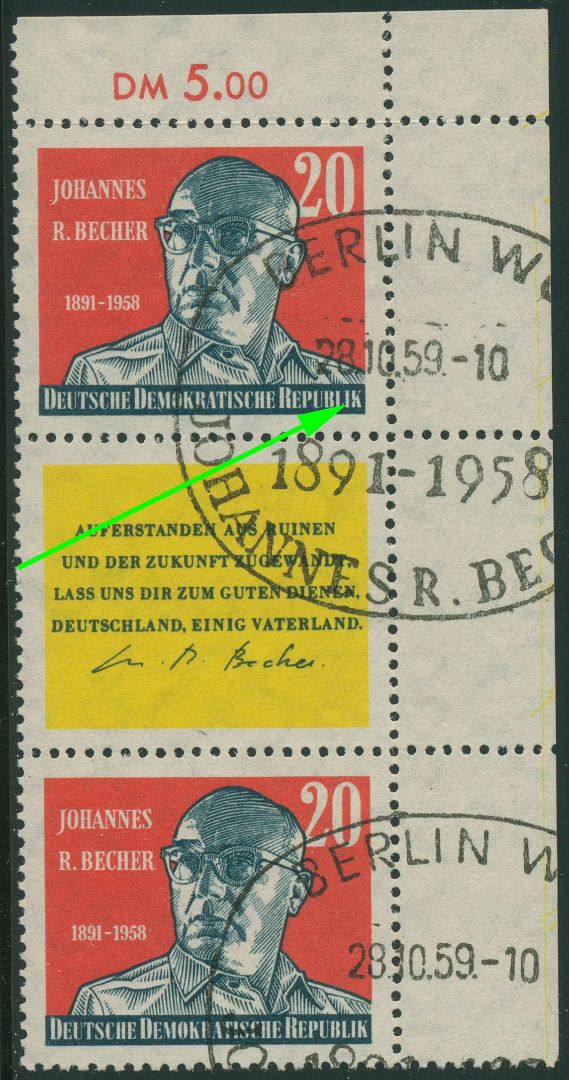 DM 5.00
JOHANNES
R. BECHER
20
1891-1958
DEUTSCHE DEMOKRATISCHE REPUBLIK
BERLIN W
28.10.59.-10
1891-1958
JOHANNES R. BEC
AUFERSTANDEN AUS RUINEN
UND DER ZUKUNFT ZUGEWANDT,
LASS UNS DIR ZUM GUTEN DIENEN,
DEUTSCHLAND, EINIG VATERLAND.
Becher.
JOHANNES
R. BECHER
20
1891-1958
DEUTSCHE DEMOKRATISCHE REPUBLIK
BERLIN W
28.10.59.-10